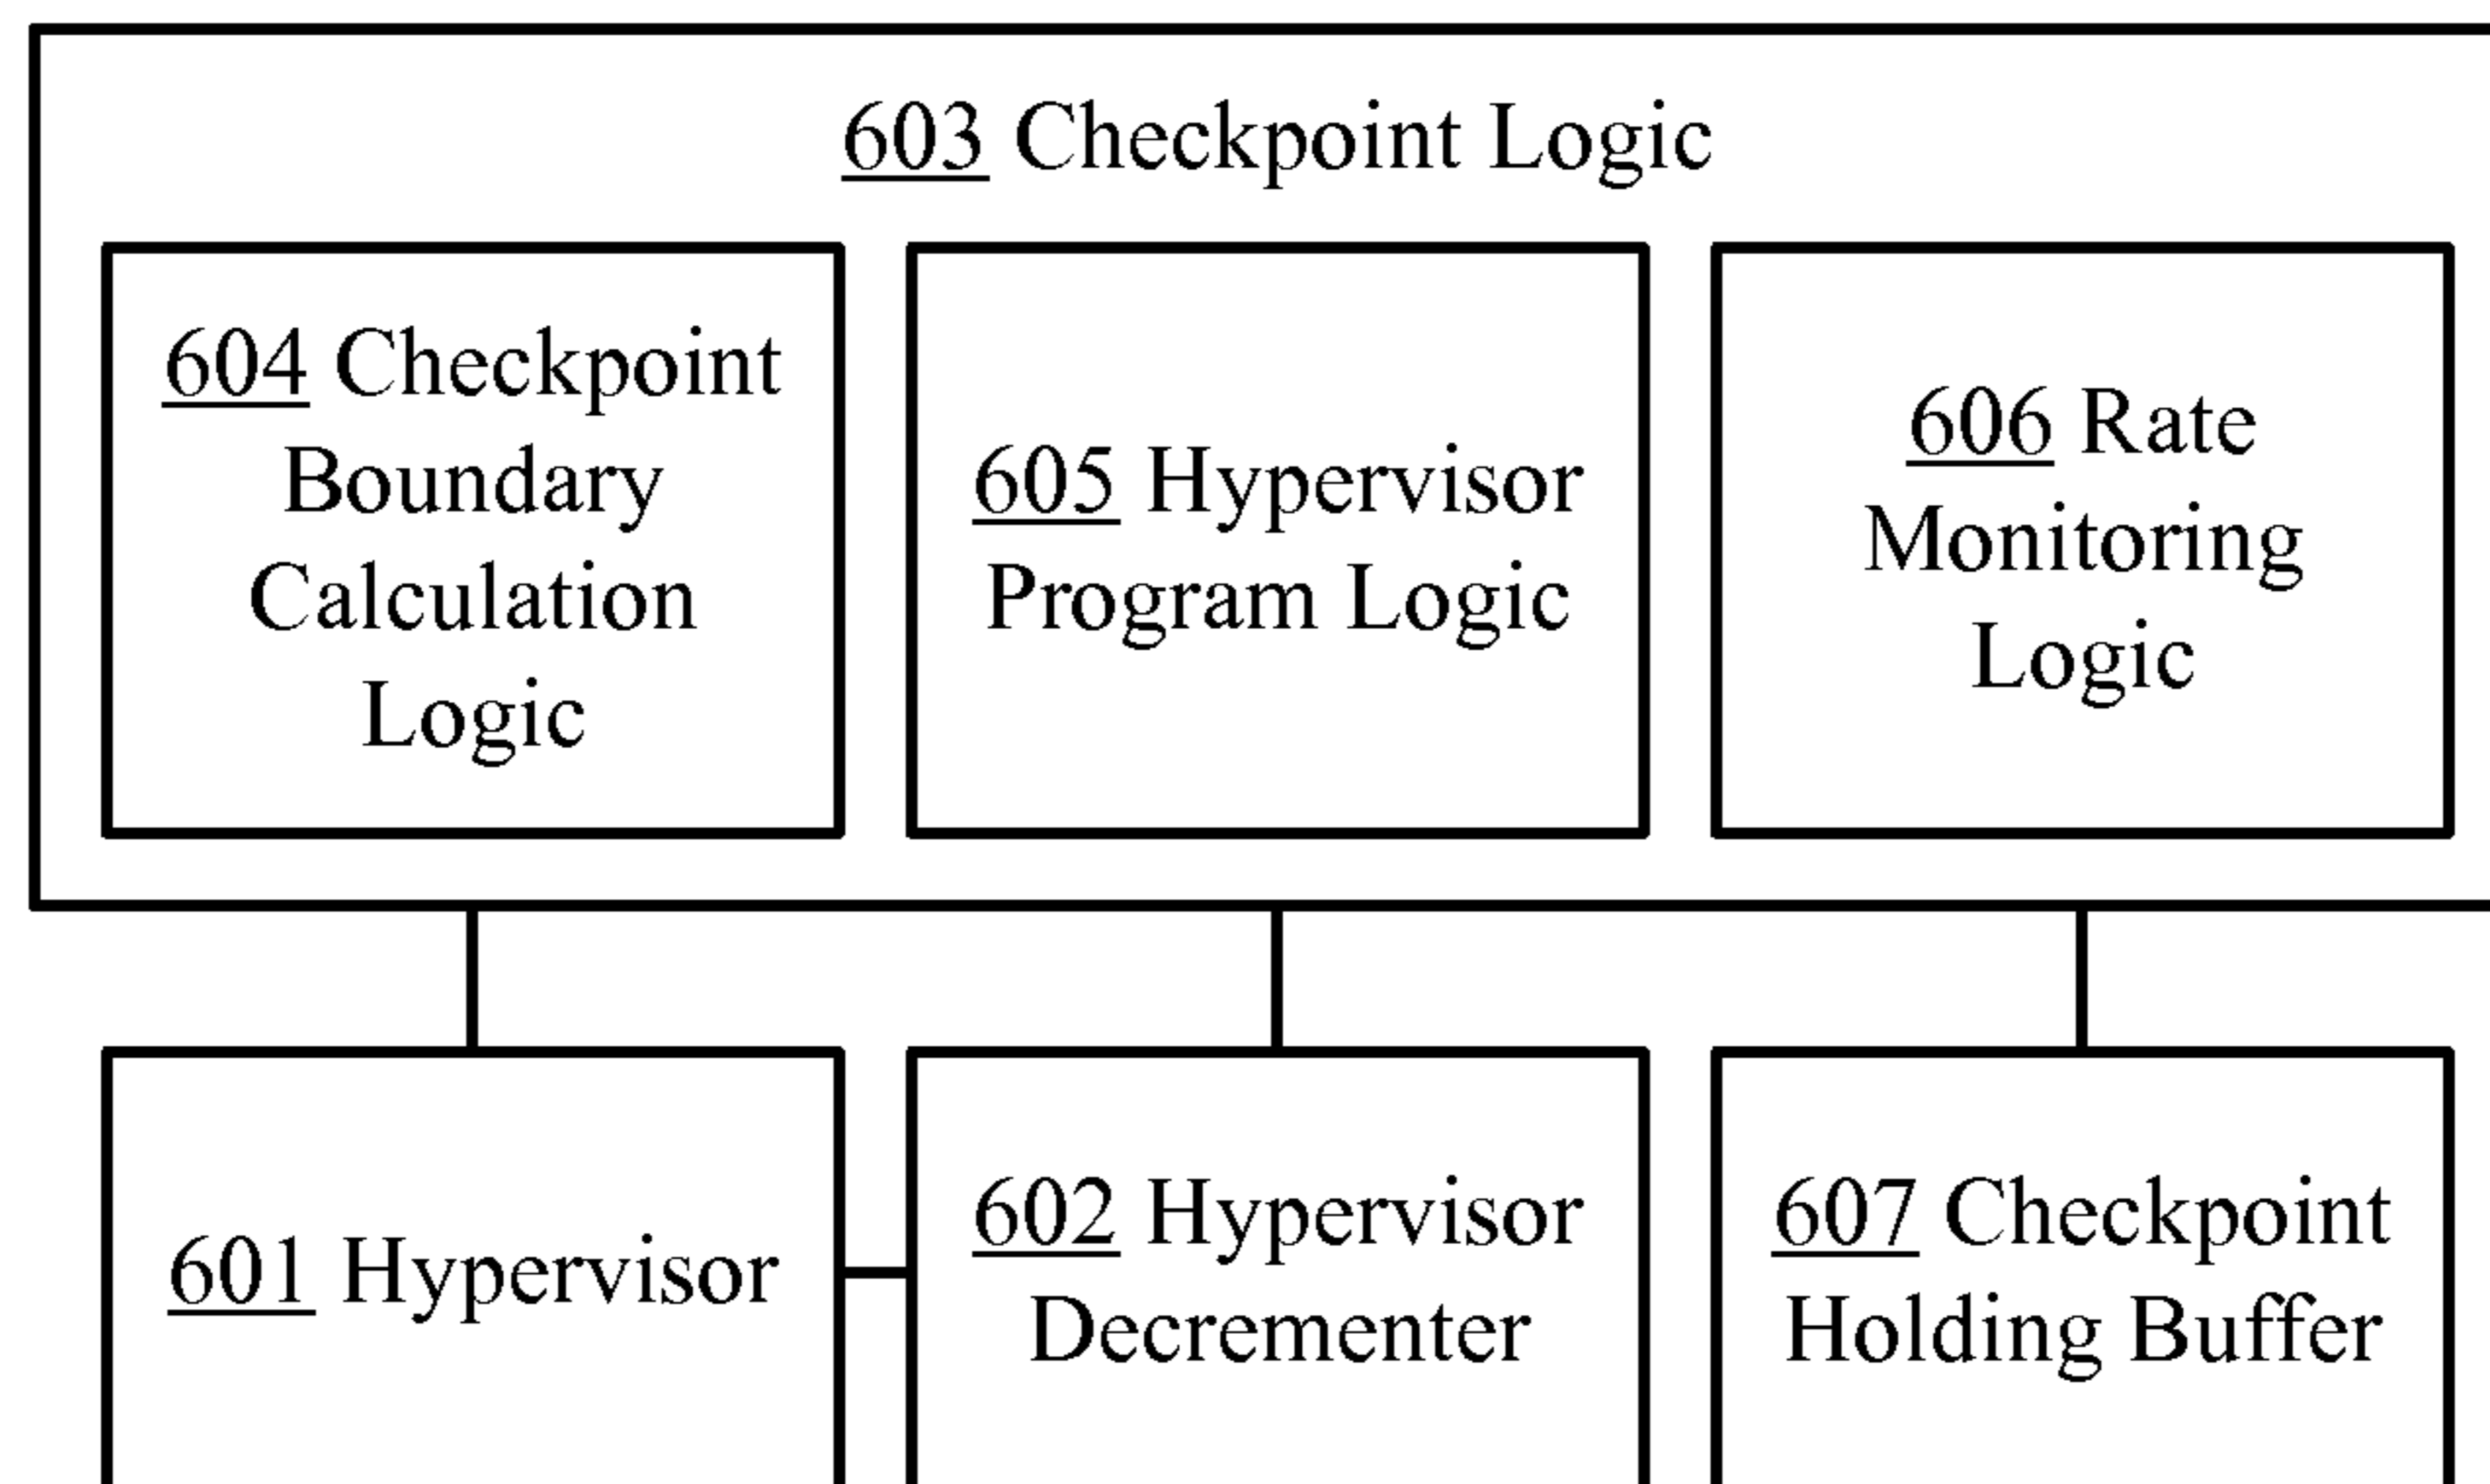 603 Checkpoint Logic
604 Checkpoint
Boundary
Calculation
Logic
605 Hypervisor
Program Logic
606 Rate
Monitoring
Logic
601 Hypervisor
602 Hypervisor
Decrementer
607 Checkpoint
Holding Buffer